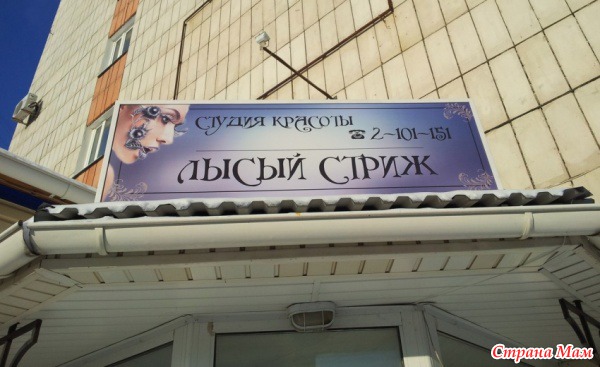 СТУДИЯ КРАСОТЫ
☎ 2-101-151
ЛЫСЫЙ СТРИЖ
Страна Мам